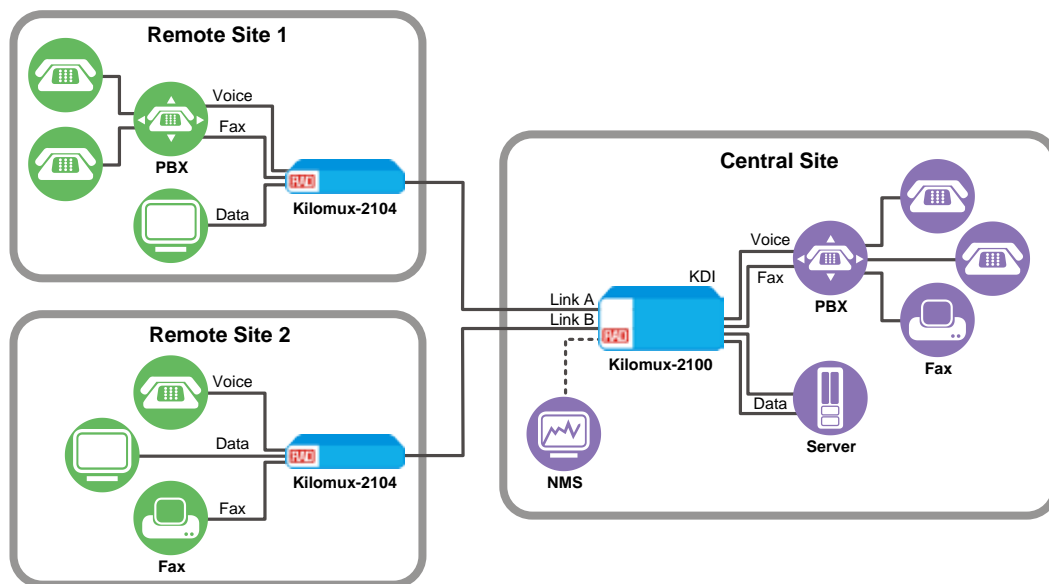 Remote Site 1
Voice
Fax
PBX
RAD
Data
Kilomux-2104
Remote Site 2
Voice
Data
RAD
Kilomux-2104
Fax
Fax
Central Site
Voice
KDI
Fax
PBX
Link A
Link B
RAD
Kilomux-2100
Fax
Data
Server
NMS